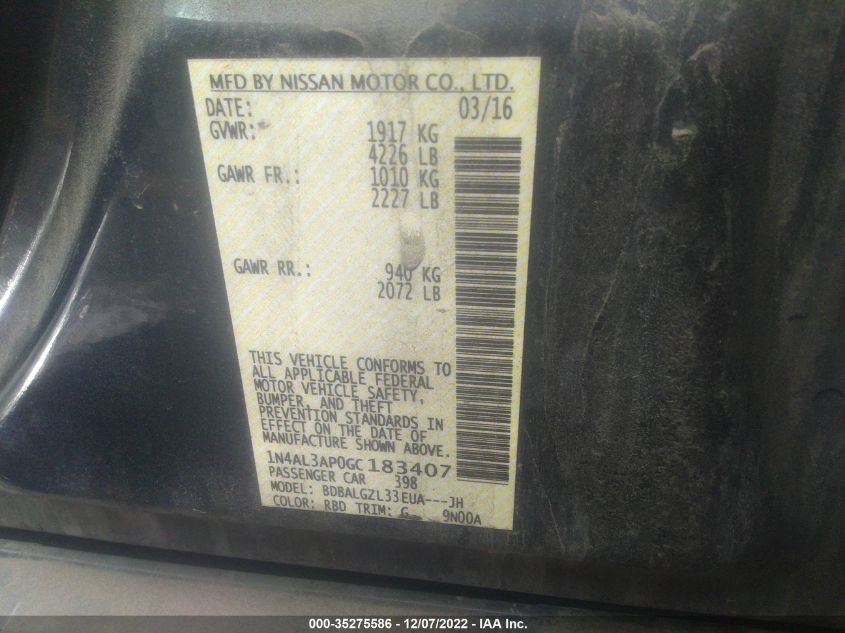 MFD BY NISSAN MOTOR CO., LTD.
DATE: 03/16
GVWR: 1917 KG
4226 LB
GAWR FR.: 1010 KG
2227 LB
GAWR RR.: 940 KG
2072 LB
THIS VEHICLE CONFORMS TO
ALL APPLICABLE FEDERAL
MOTOR VEHICLE SAFETY,
BUMPER, AND THEFT
PREVENTION STANDARDS IN
EFFECT ON THE DATE OF
MANUFACTURE SHOWN ABOVE.
1N4AL3AP0GC183407
PASSENGER CAR 398
MODEL: BDBALGZL33EUA---JH
COLOR: RBD TRIM: G 9N00A
000-35275586 - 12/07/2022 - IAA Inc.